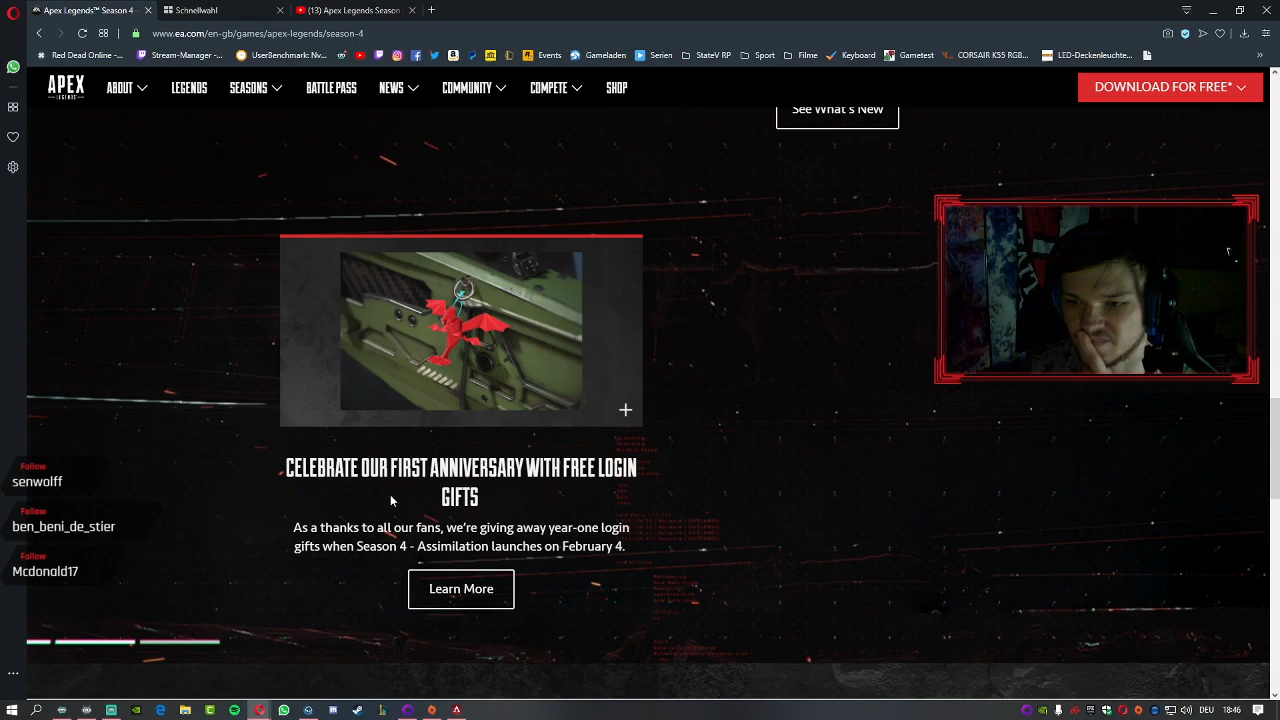 Apex Legends™ Season 4 -
Schnellwahl
(13) Apex Legends Season
www.ea.com/en-gb/games/apex-legends/season-4
Red Dead Online
Stream-Manager -...
UserBenchmark: Nv...
Events
Gameladen
Spielen
Serien
StateV RP
Sport
Filme
Keyboard
Gametest
CORSAIR K55 RGB...
LED-Deckenleuchte...
APEX
LEGENDS
ABOUT
LEGENDS
SEASONS
BATTLE PASS
NEWS
COMMUNITY
COMPETE
SHOP
DOWNLOAD FOR FREE*
See What's New
CELEBRATE OUR FIRST ANNIVERSARY WITH FREE LOGIN
GIFTS
As a thanks to all our fans, we're giving away year-one login
gifts when Season 4 - Assimilation launches on February 4.
Learn More
Follow
senwolff
Follow
ben_beni_de_stier
Follow
Mcdonald17
DEU
18:46